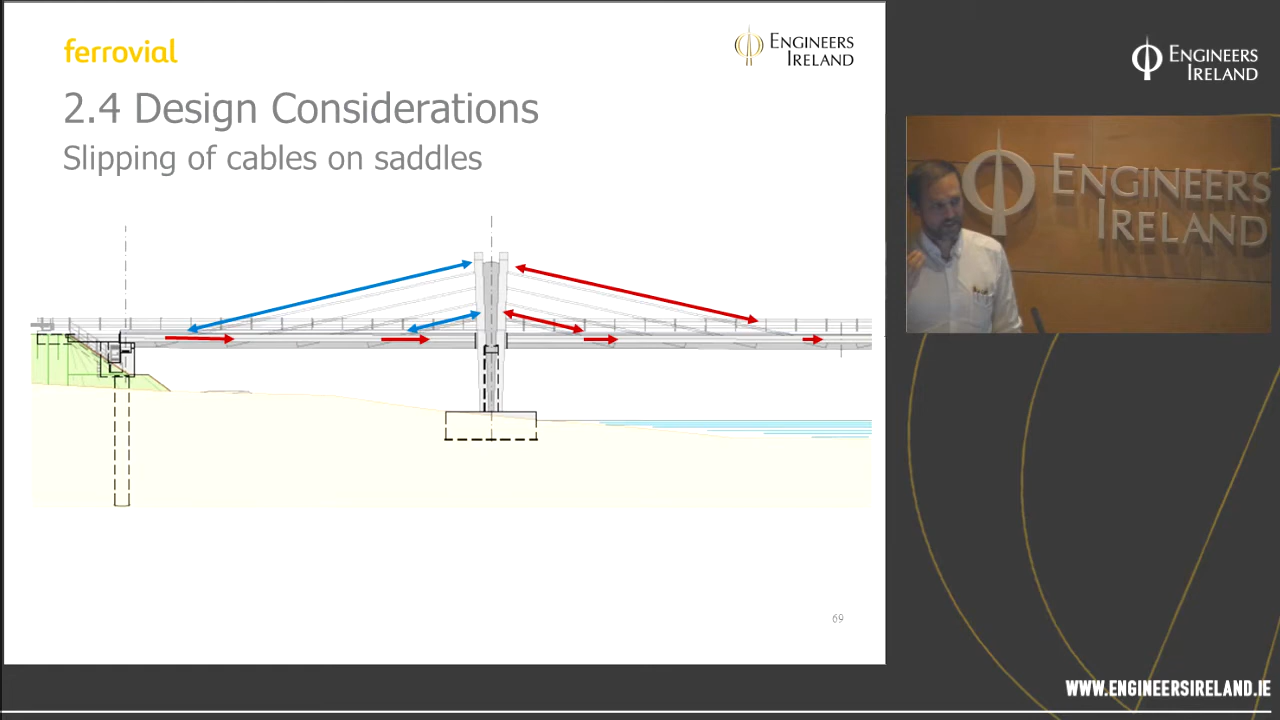 ferrovial
ENGINEERS
IRELAND
2.4 Design Considerations
Slipping of cables on saddles
69
ENGINEERS
IRELAND
ENGINEERS
IRELAND
WWW.ENGINEERSIRELAND.IE